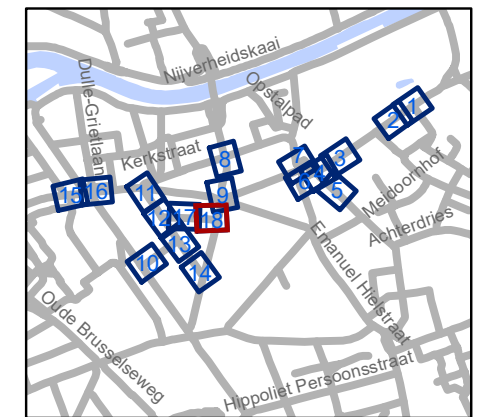 Nijverheidskaai
Dulle-Grietlaan
Opstalpad
Kerkstraat
Meidoornhof
Achterdries
Emanuel Hielstraat
Oude Brusselseweg
Hippoliet Persoonsstraat
1
2
3
4
5
6
7
8
9
10
11
12
13
14
15
16
17
18